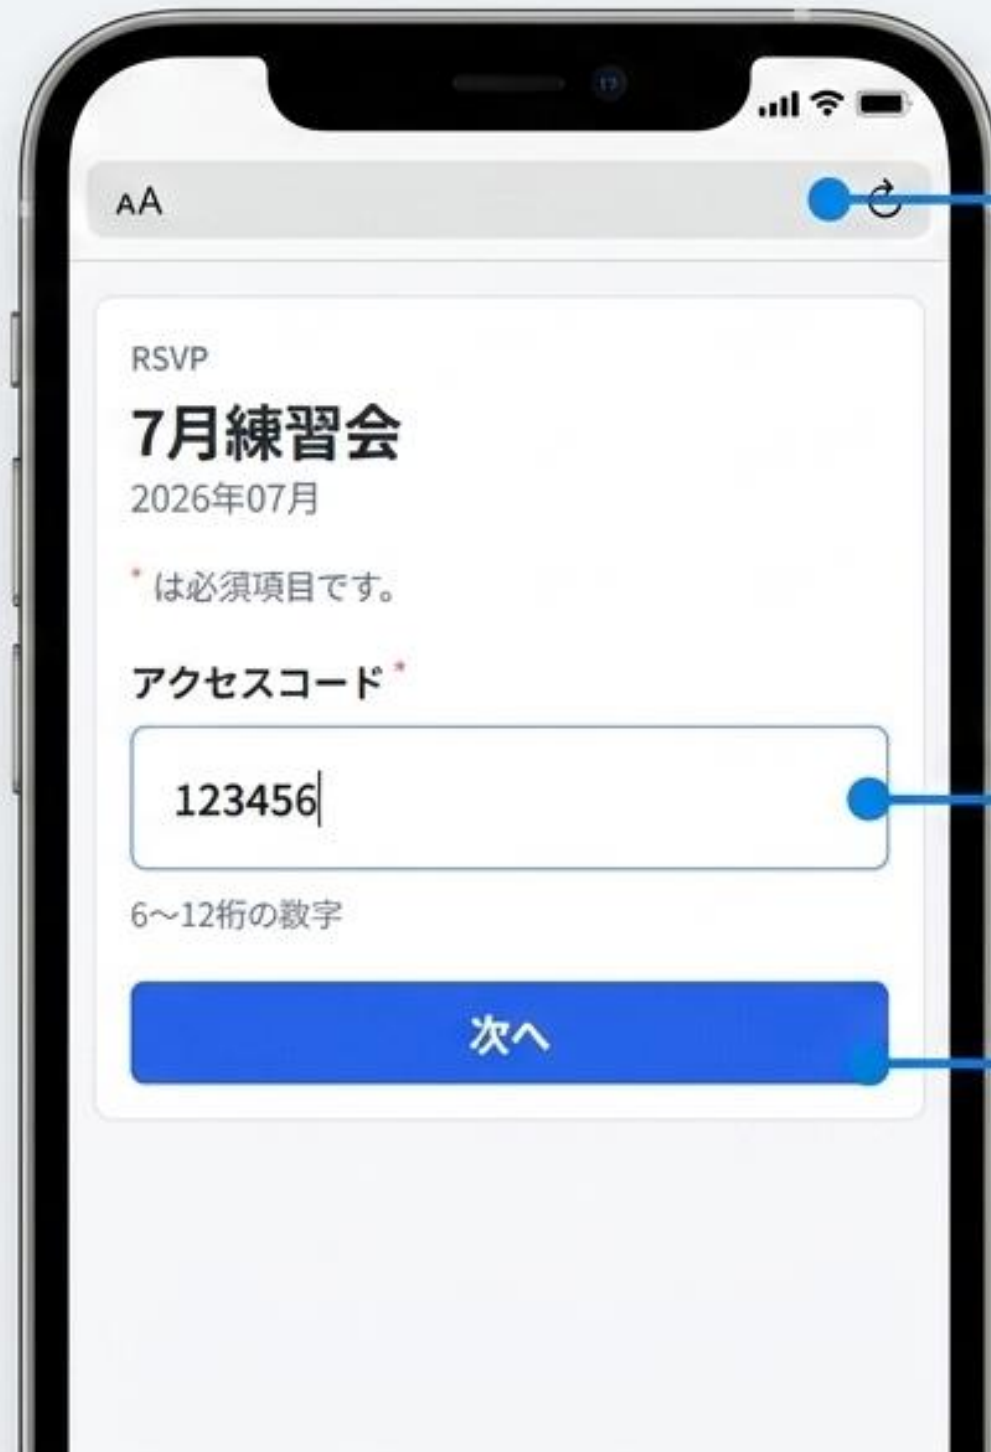 AA
RSVP
7月練習会
2026年07月
* は必須項目です。
アクセスコード *
123456
6～12桁の数字
次へ